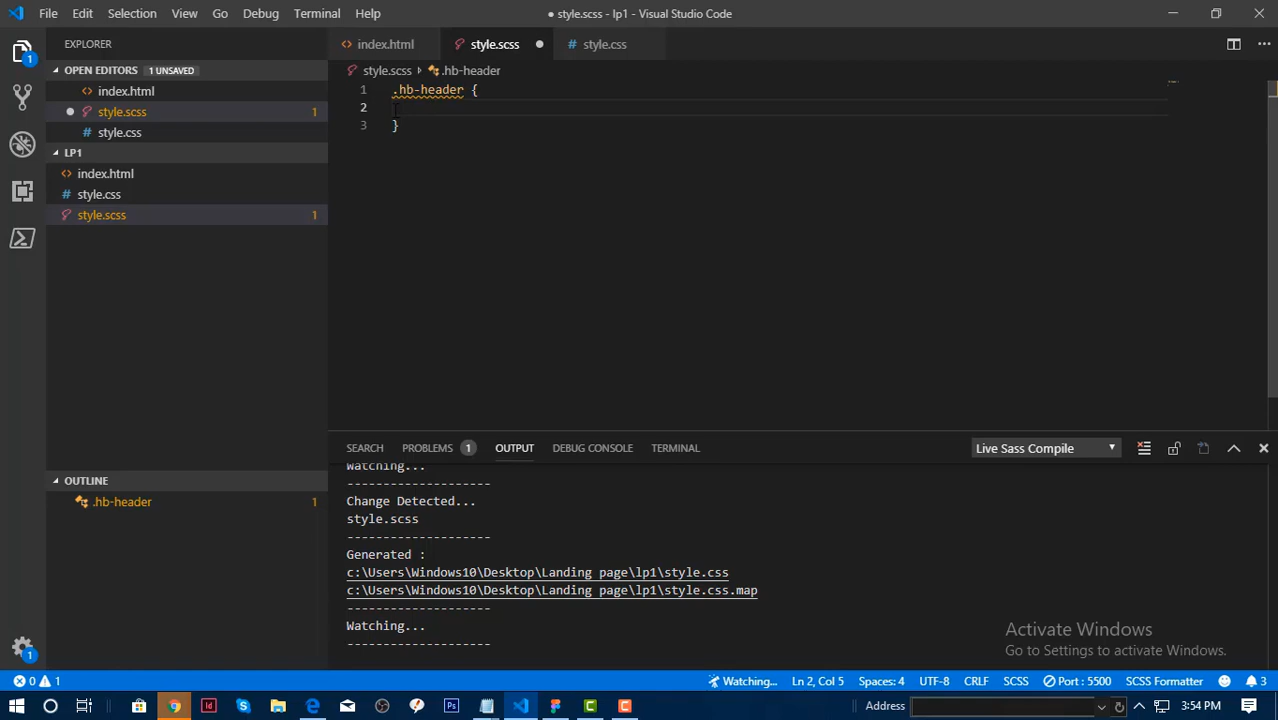 File Edit Selection View Go Debug Terminal Help
● style.scss - lp1 - Visual Studio Code
EXPLORER
OPEN EDITORS 1 UNSAVED
index.html
style.scss 1
style.css
LP1
index.html
style.css
style.scss 1
OUTLINE
.hb-header 1
index.html style.scss style.css
style.scss .hb-header
1 .hb-header {
2
3 }
SEARCH PROBLEMS 1 OUTPUT DEBUG CONSOLE TERMINAL Live Sass Compile
Watching...
--------------------
Change Detected...
style.scss
--------------------
Generated :
c:\Users\Windows10\Desktop\Landing page\lp1\style.css
c:\Users\Windows10\Desktop\Landing page\lp1\style.css.map
--------------------
Watching...
--------------------
Activate Windows
Go to Settings to activate Windows.
1
1
0 1 Watching... Ln 2, Col 5 Spaces: 4 UTF-8 CRLF SCSS Port : 5500 SCSS Formatter 3
Id Ps Address 3:54 PM